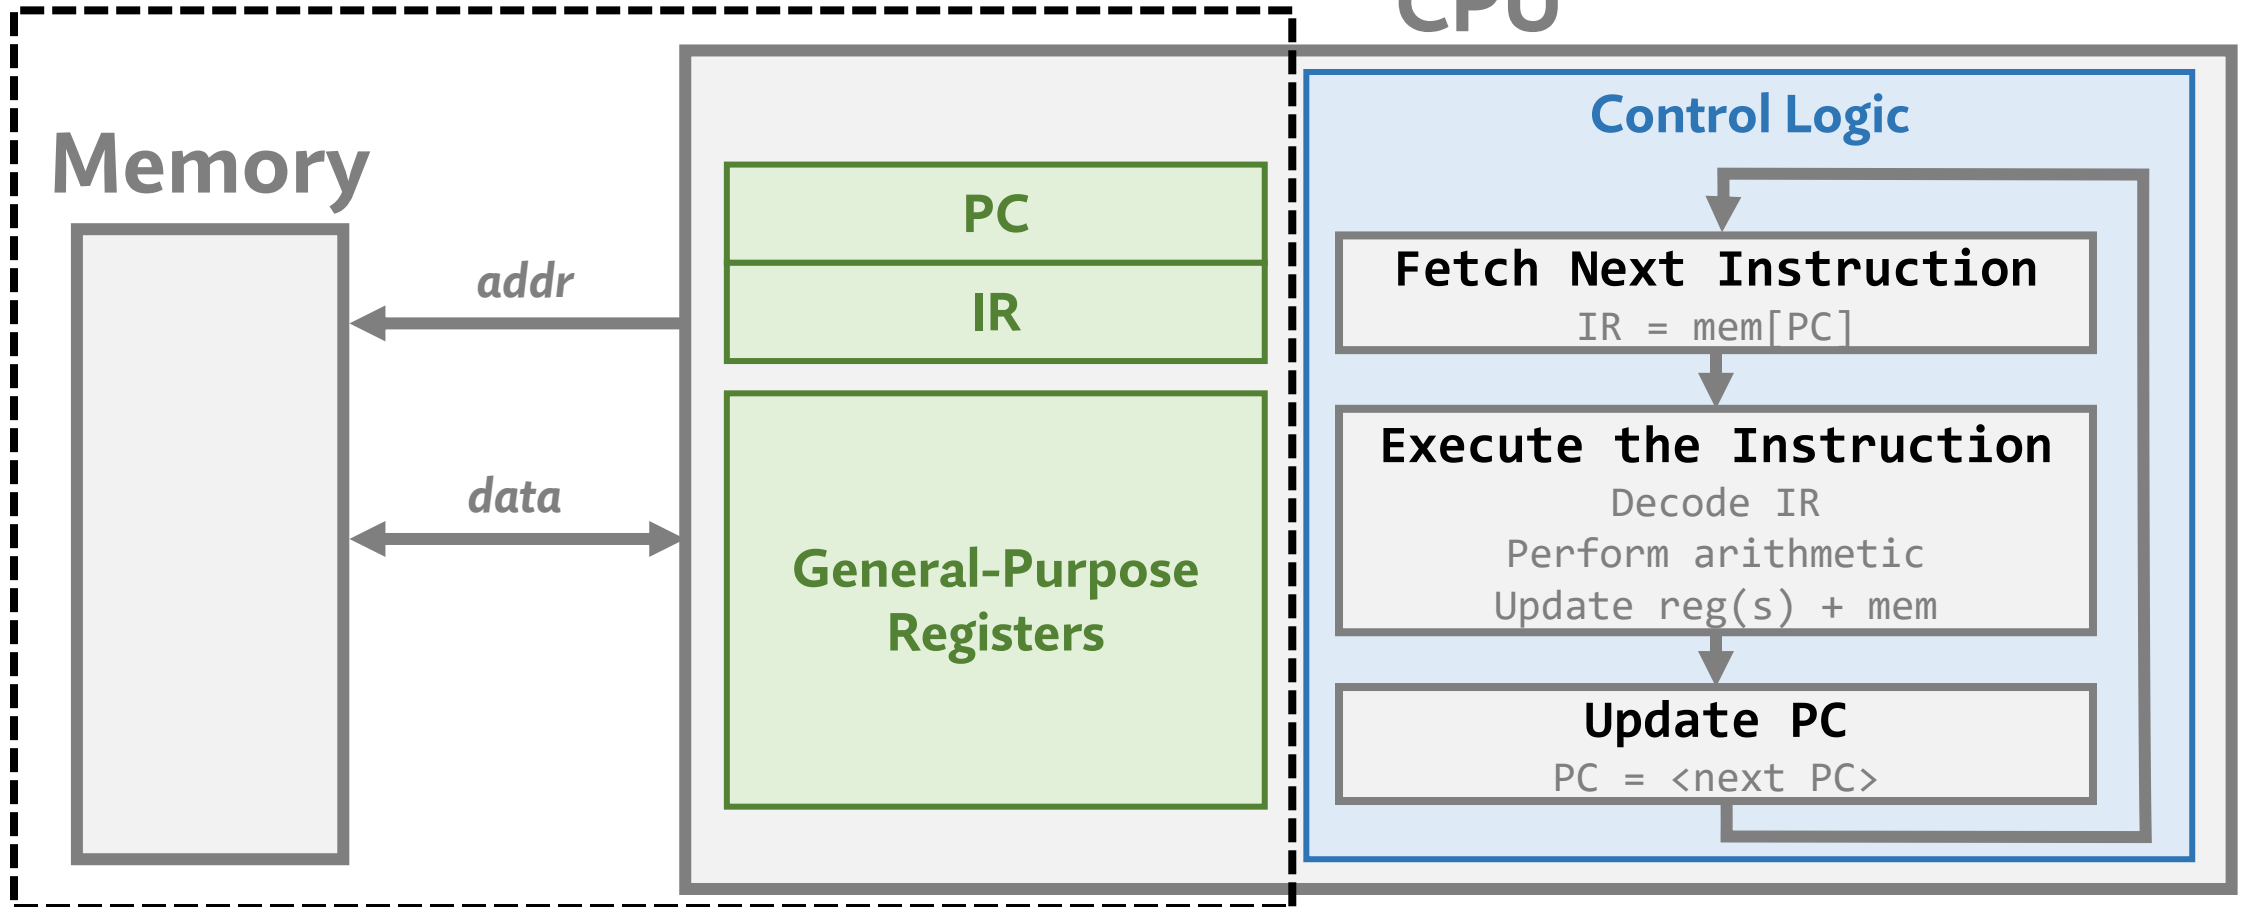 CPU
Memory
addr
data
PC
IR
General-Purpose
Registers
Control Logic
Fetch Next Instruction
IR = mem[PC]
Execute the Instruction
Decode IR
Perform arithmetic
Update reg(s) + mem
Update PC
PC = <next PC>